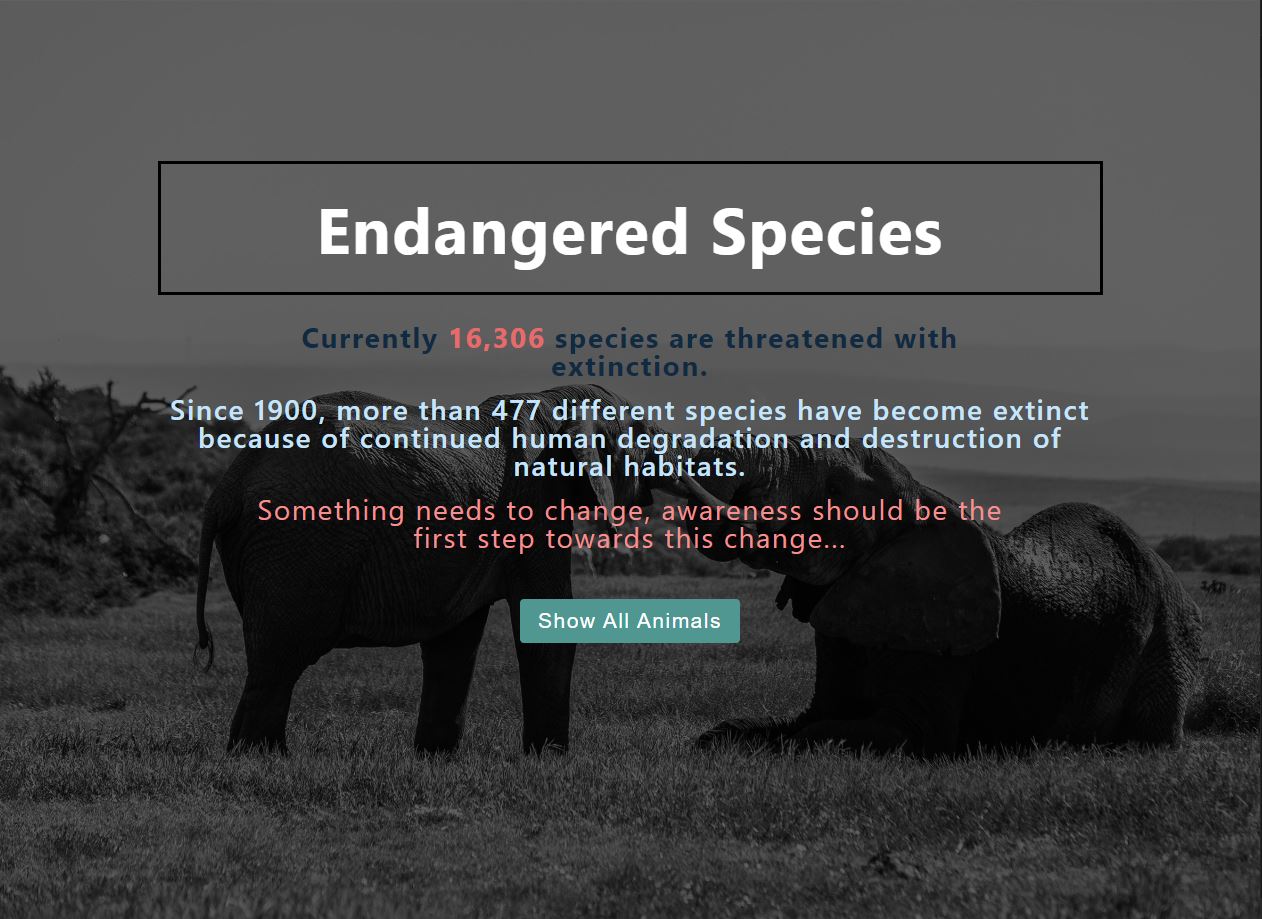 Endangered Species
Currently 16,306 species are threatened with
extinction.
Since 1900, more than 477 different species have become extinct
because of continued human degradation and destruction of
natural habitats.
Something needs to change, awareness should be the
first step towards this change...
Show All Animals